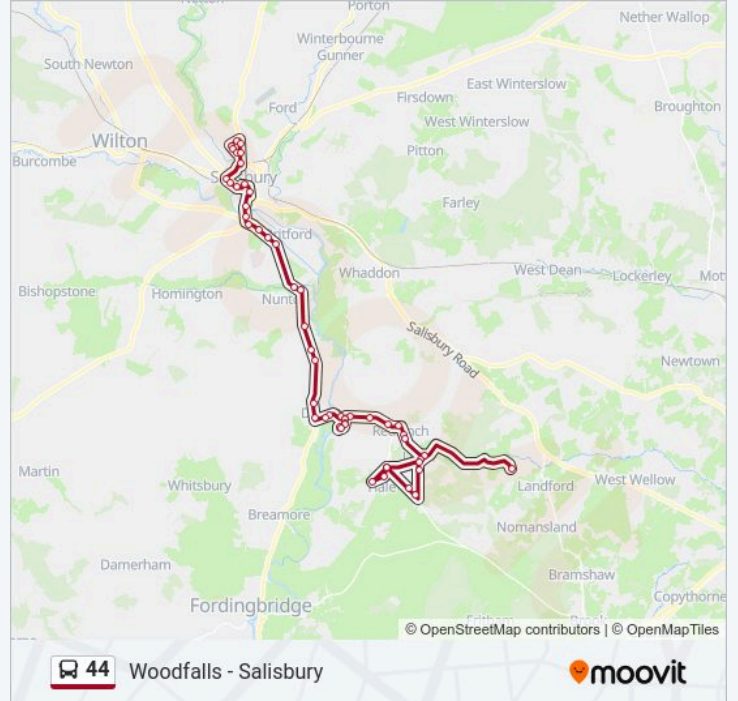 Porton
Nether Wallop
Winterbourne
Gunner
South Newton
East Winterslow
Firsdown
Ford
Broughton
West Winterslow
Wilton
Pitton
Burcombe
Farley
Whaddon
West Dean
Lockerley
Bishopstone
Homington
Salisbury Road
Newtown
Martin
Whitsbury
Landford
West Wellow
Breamore
Nomansland
Damerham
Bramshaw
Copythorne
Fordingbridge
© OpenStreetMap contributors | © OpenMapTiles
44 Woodfalls - Salisbury
moovit